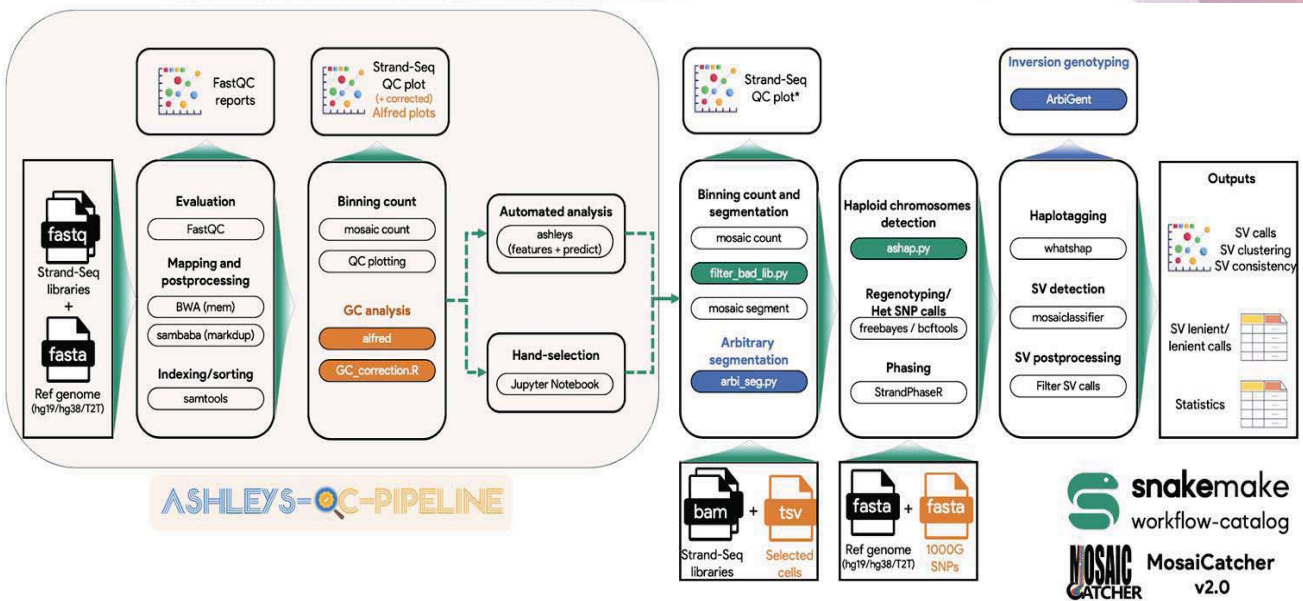 FastQC
reports
Strand-Seq
QC plot
(+ corrected)
Alfred plots
Strand-Seq
QC plot*
Inversion genotyping
ArbiGent
fastq
Strand-Seq
libraries
+
fasta
Ref genome
(hg19/hg38/T2T)
Evaluation
FastQC
Mapping and
postprocessing
BWA (mem)
sambaba (markdup)
Indexing/sorting
samtools
Binning count
mosaic count
QC plotting
GC analysis
alfred
GC_correction.R
Automated analysis
ashleys
(features + predict)
Hand-selection
Jupyter Notebook
Binning count and
segmentation
mosaic count
filter_bad_lib.py
mosaic segment
Arbitrary
segmentation
arbi_seg.py
Haploid chromosomes
detection
ashap.py
Regenotyping/
Het SNP calls
freebayes / bcftools
Phasing
StrandPhaseR
Haplotagging
whatshap
SV detection
mosaiclassifier
SV postprocessing
Filter SV calls
Outputs
SV calls
SV clustering
SV consistency
SV lenient/
lenient calls
Statistics
ASHLEYS-QC-PIPELINE
bam + tsv
Strand-Seq
libraries
Selected
cells
fasta + fasta
Ref genome
(hg19/hg38/T2T)
1000G
SNPs
snakemake
workflow-catalog
MOSAIC
CATCHER
MosaiCatcher
v2.0